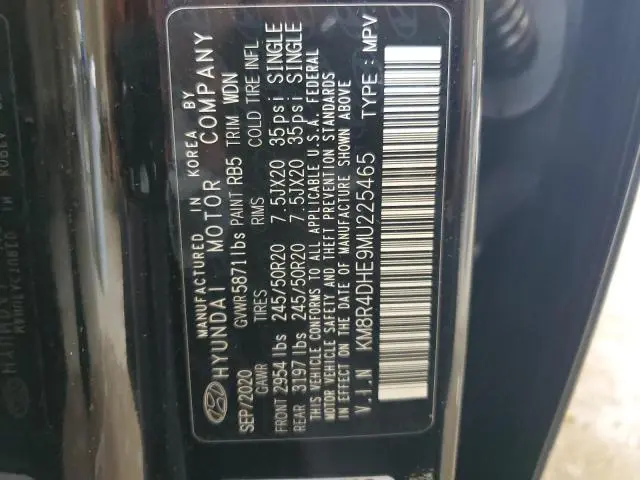 MANUFACTURED IN KOREA BY
HYUNDAI MOTOR COMPANY
SEP/2020 GVWR5871lbs PAINT RB5 TRIM WDN
GAWR TIRES RIMS COLD TIRE INFL
FRONT 2954lbs 245/50R20 7.5JX20 35psi SINGLE
REAR 3197lbs 245/50R20 7.5JX20 35psi SINGLE
THIS VEHICLE CONFORMS TO ALL APPLICABLE U.S.A. FEDERAL
MOTOR VEHICLE SAFETY AND THEFT PREVENTION STANDARDS
IN EFFECT ON THE DATE OF MANUFACTURE SHOWN ABOVE
V.I.N KM8R4DHE9MU225465 TYPE : MPV